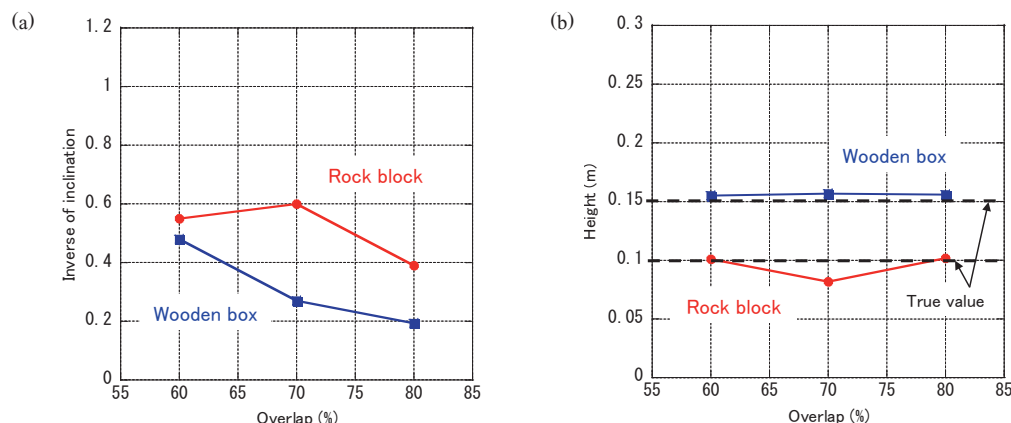 (a)
1.2
1
0.8
0.6
0.4
0.2
0
Inverse of inclination
Rock block
Wooden box
55 60 65 70 75 80 85
Overlap (%)
(b)
0.3
0.25
0.2
0.15
0.1
0.05
0
Height (m)
Wooden box
Rock block
True value
55 60 65 70 75 80 85
Overlap (%)